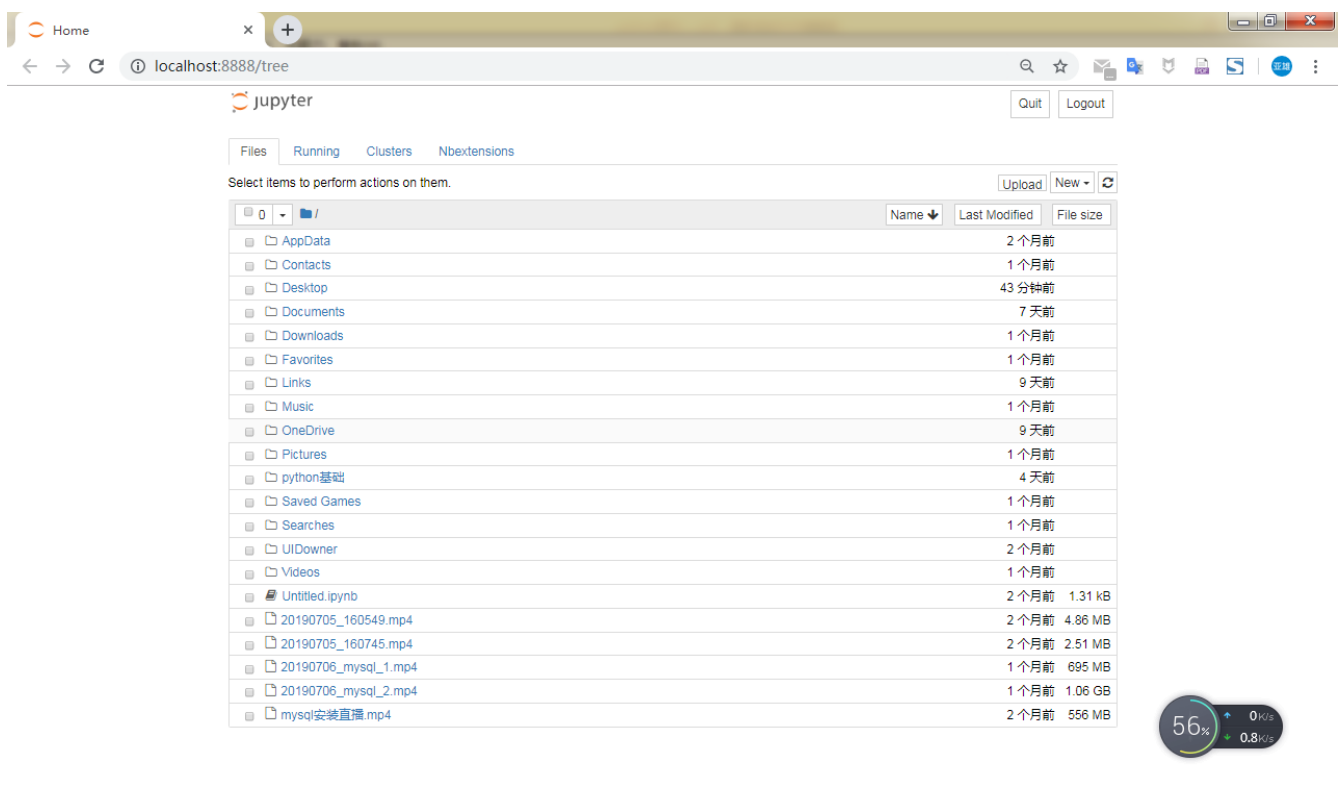 Home
localhost:8888/tree
jupyter
Quit Logout
Files Running Clusters Nbextensions
Select items to perform actions on them.
Upload New
0 /
Name Last Modified File size
AppData 2 个月前
Contacts 1 个月前
Desktop 43 分钟前
Documents 7 天前
Downloads 1 个月前
Favorites 1 个月前
Links 9 天前
Music 1 个月前
OneDrive 9 天前
Pictures 1 个月前
python基础 4 天前
Saved Games 1 个月前
Searches 1 个月前
UIDowner 2 个月前
Videos 1 个月前
Untitled.ipynb 2 个月前 1.31 kB
20190705_160549.mp4 2 个月前 4.86 MB
20190705_160745.mp4 2 个月前 2.51 MB
20190706_mysql_1.mp4 1 个月前 695 MB
20190706_mysql_2.mp4 1 个月前 1.06 GB
mysql安装直播.mp4 2 个月前 556 MB
56%
0K/s
0.8K/s